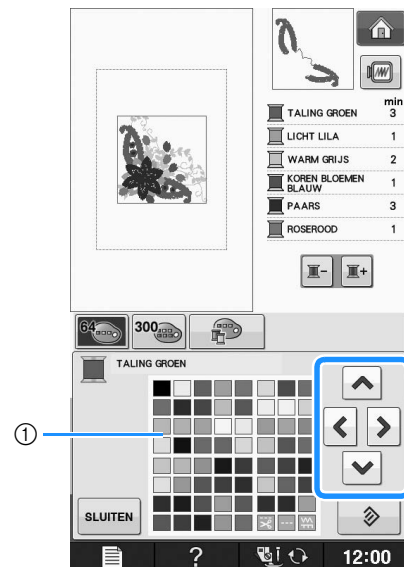 min
TALING GROEN 3
LICHT LILA 1
WARM GRIJS 2
KOREN BLOEMEN
BLAUW 1
PAARS 3
ROSEROOD 1
- +
64 300
TALING GROEN
①
SLUITEN
? 12:00